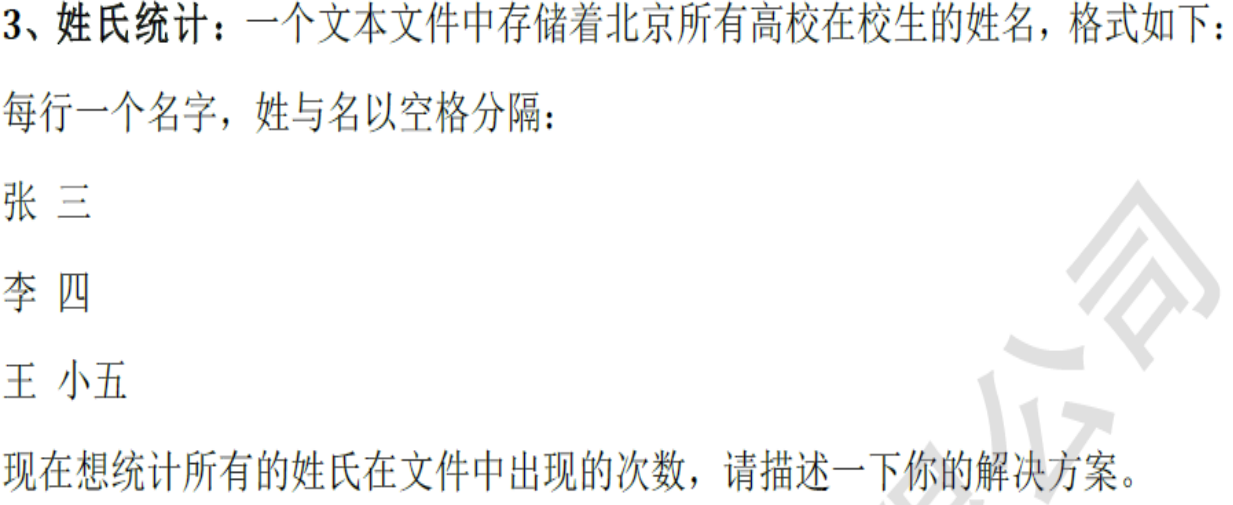 3、姓氏统计：一个文本文件中存储着北京所有高校在校生的姓名，格式如下：
每行一个名字，姓与名以空格分隔：
张 三
李 四
王 小五
现在想统计所有的姓氏在文件中出现的次数，请描述一下你的解决方案。
公司